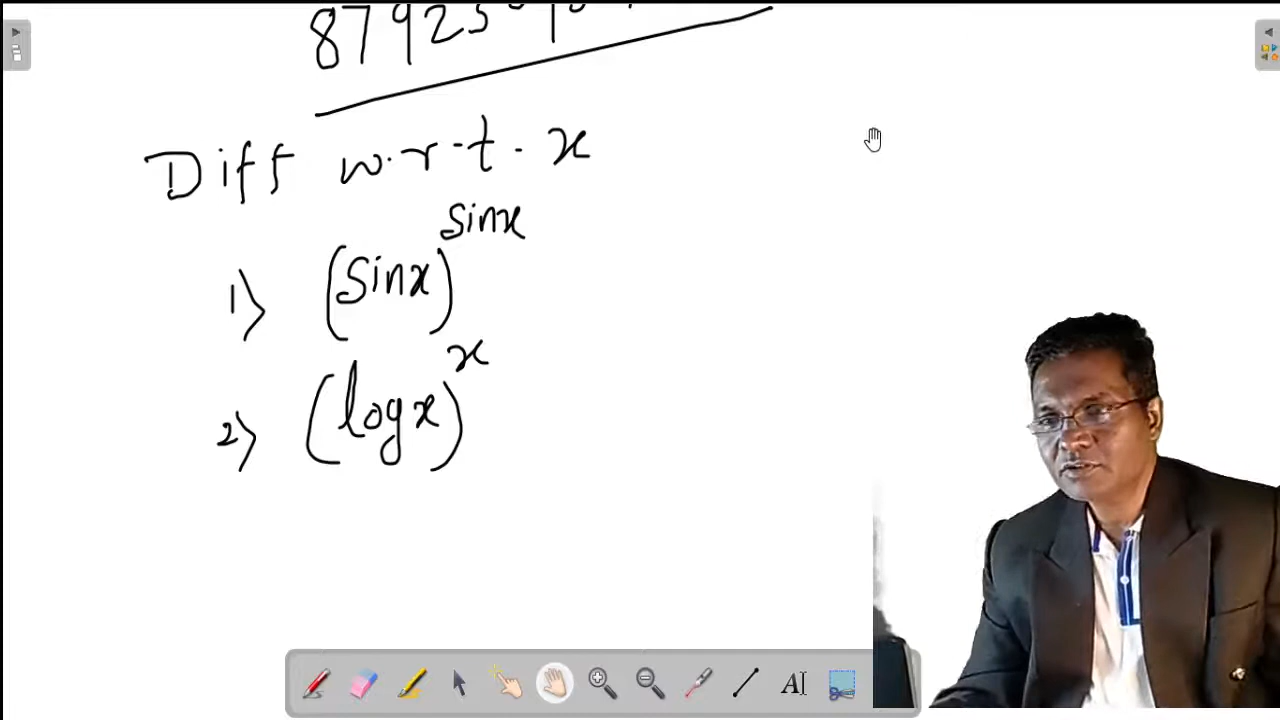 Diff w.r.t. x
1) (sinx)^sinx
2) (logx)^x